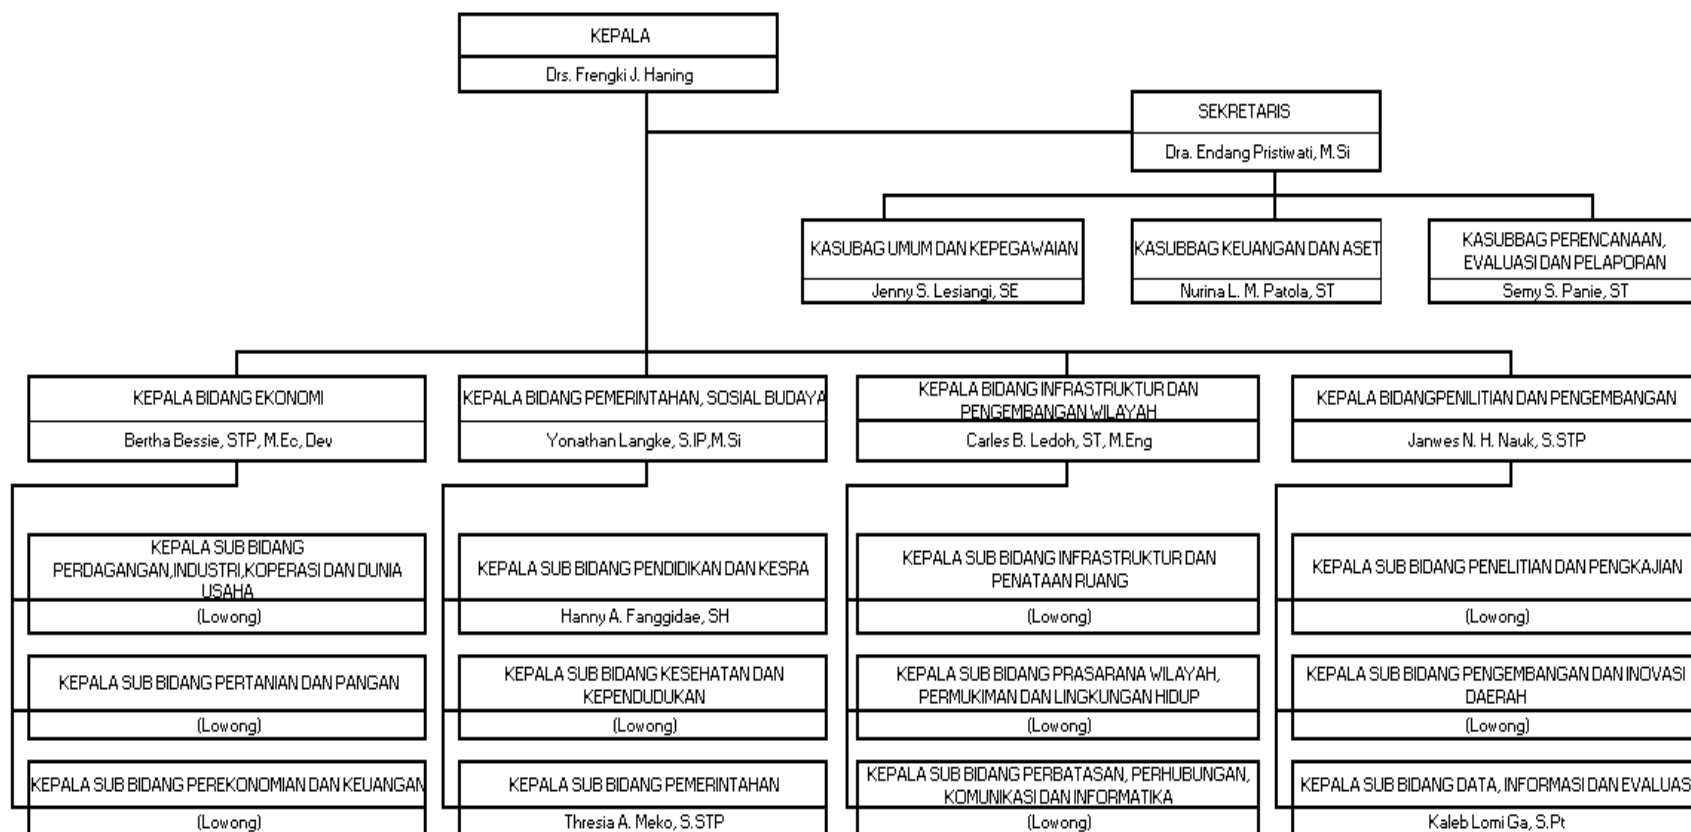 KEPALA
Drs. Frengki J. Haning
SEKRETARIS
Dra. Endang Pristiwati, M.Si
KASUBAG UMUM DAN KEPEGAWAIAN
Jenny S. Lesiangi, SE
KASUBBAG KEUANGAN DAN ASET
Nurina L. M. Patola, ST
KASUBBAG PERENCANAAN,
EVALUASI DAN PELAPORAN
Semy S. Panie, ST
KEPALA BIDANG EKONOMI
Bertha Bessie, STP, M.Ec, Dev
KEPALA BIDANG PEMERINTAHAN, SOSIAL BUDAYA
Yonathan Langke, S.IP,M.Si
KEPALA BIDANG INFRASTRUKTUR DAN
PENGEMBANGAN WILAYAH
Carles B. Ledoh, ST, M.Eng
KEPALA BIDANGPENILITIAN DAN PENGEMBANGAN
Janwes N. H. Nauk, S.STP
KEPALA SUB BIDANG
PERDAGANGAN,INDUSTRI,KOPERASI DAN DUNIA
USAHA
(Lowong)
KEPALA SUB BIDANG PERTANIAN DAN PANGAN
(Lowong)
KEPALA SUB BIDANG PEREKONOMIAN DAN KEUANGAN
(Lowong)
KEPALA SUB BIDANG PENDIDIKAN DAN KESRA
Hanny A. Fanggidae, SH
KEPALA SUB BIDANG KESEHATAN DAN
KEPENDUDUKAN
(Lowong)
KEPALA SUB BIDANG PEMERINTAHAN
Thresia A. Meko, S.STP
KEPALA SUB BIDANG INFRASTRUKTUR DAN
PENATAAN RUANG
(Lowong)
KEPALA SUB BIDANG PRASARANA WILAYAH,
PERMUKIMAN DAN LINGKUNGAN HIDUP
(Lowong)
KEPALA SUB BIDANG PERBATASAN, PERHUBUNGAN,
KOMUNIKASI DAN INFORMATIKA
(Lowong)
KEPALA SUB BIDANG PENELITIAN DAN PENGKAJIAN
(Lowong)
KEPALA SUB BIDANG PENGEMBANGAN DAN INOVASI
DAERAH
(Lowong)
KEPALA SUB BIDANG DATA, INFORMASI DAN EVALUAS
Kaleb Lomi Ga, S.Pt